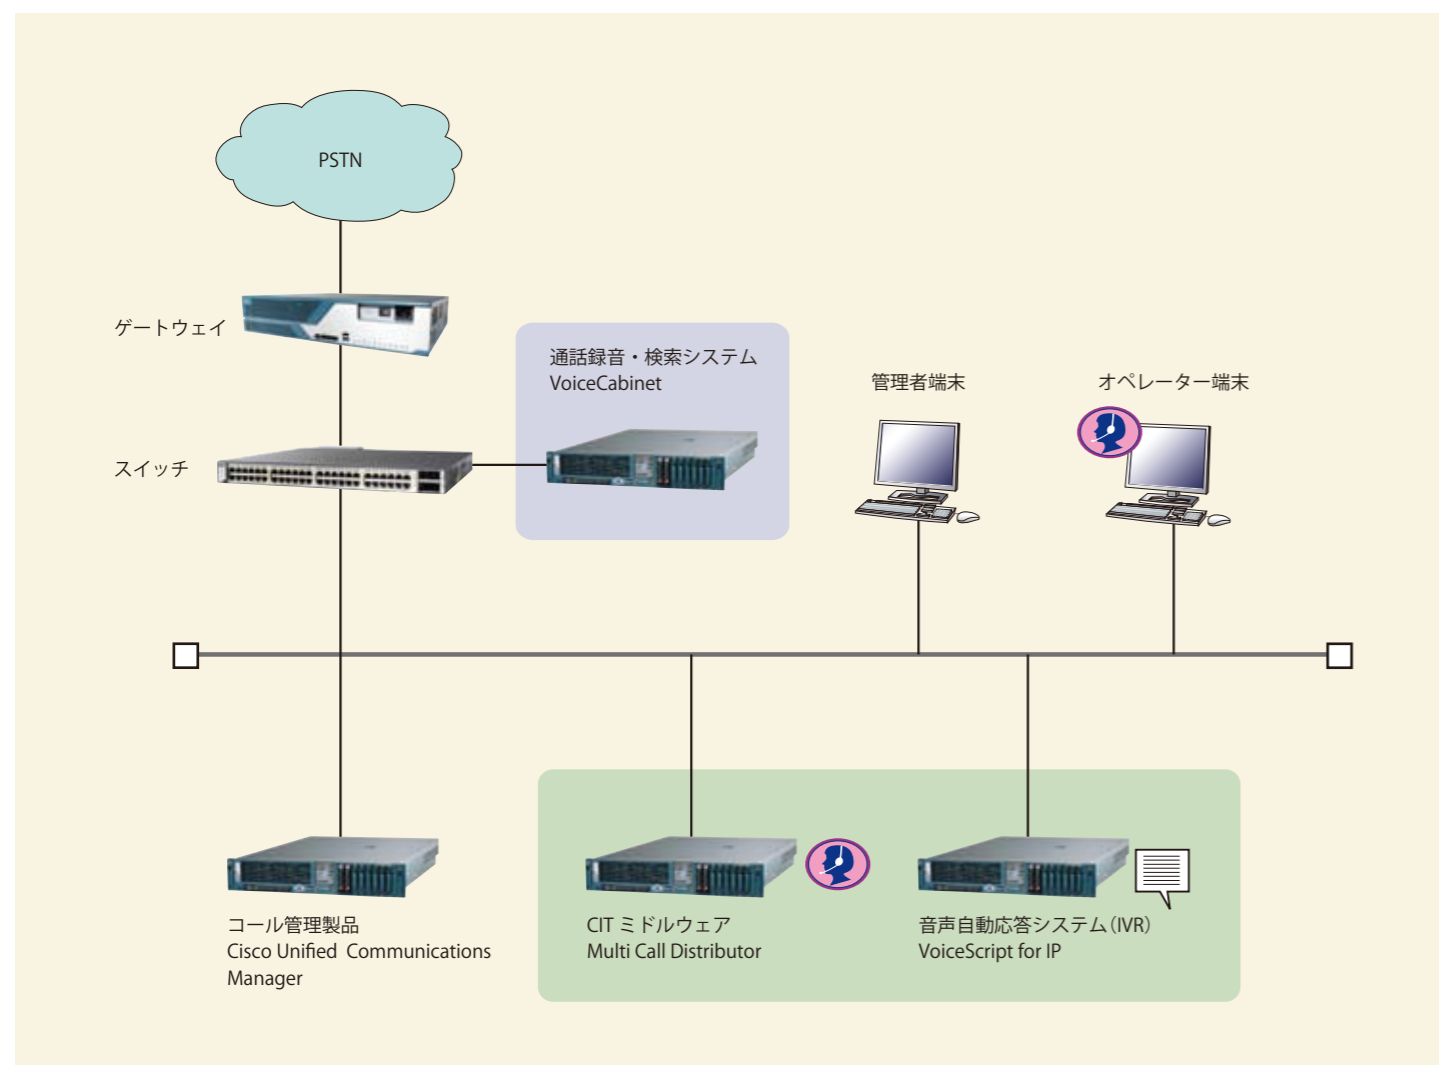 PSTN
ゲートウェイ
通話録音・検索システム
VoiceCabinet
管理者端末
オペレーター端末
スイッチ
コール管理製品
Cisco Unified Communications
Manager
CIT ミドルウェア
Multi Call Distributor
音声自動応答システム（IVR）
VoiceScript for IP